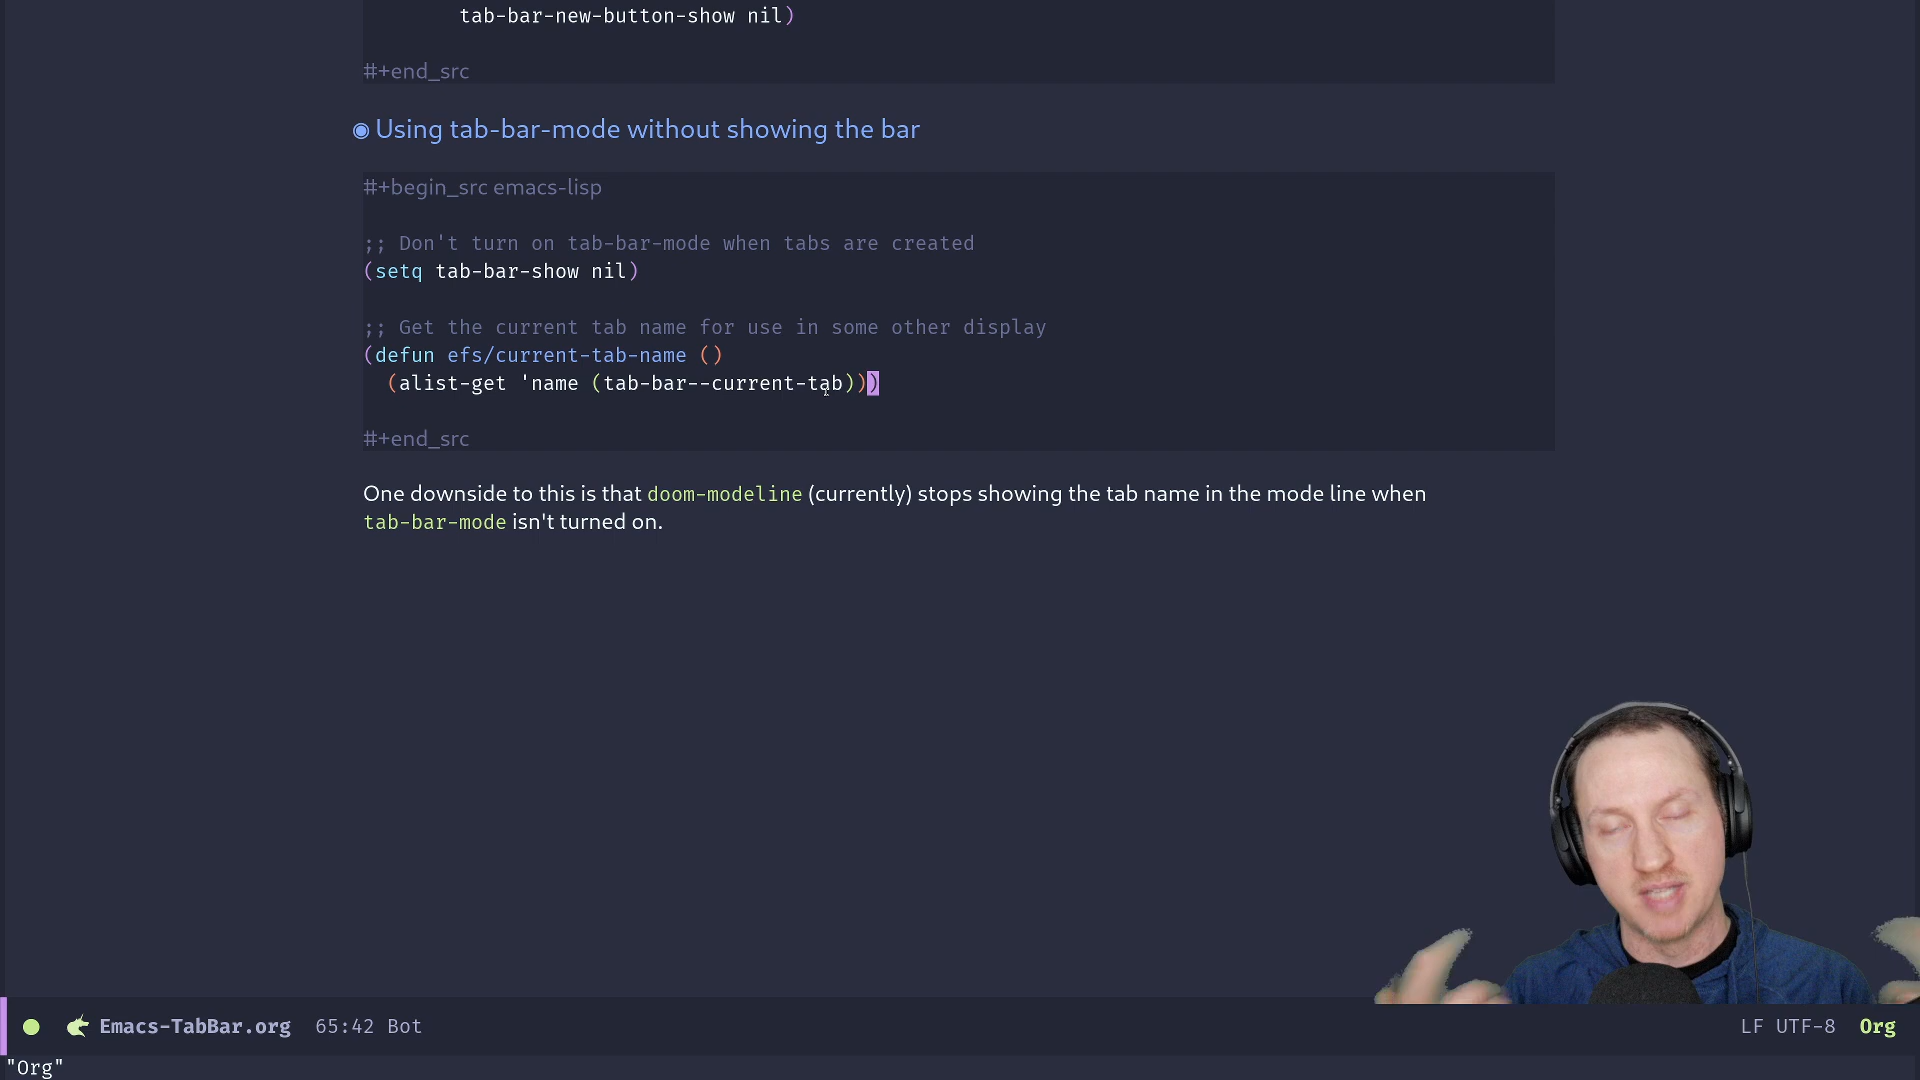 tab-bar-new-button-show nil)
#+end_src
◉ Using tab-bar-mode without showing the bar
#+begin_src emacs-lisp
;; Don't turn on tab-bar-mode when tabs are created
(setq tab-bar-show nil)
;; Get the current tab name for use in some other display
(defun efs/current-tab-name ()
(alist-get 'name (tab-bar--current-tab)))
#+end_src
One downside to this is that doom-modeline (currently) stops showing the tab name in the mode line when
tab-bar-mode isn't turned on.
Emacs-TabBar.org 65:42 Bot LF UTF-8 Org
"Org"